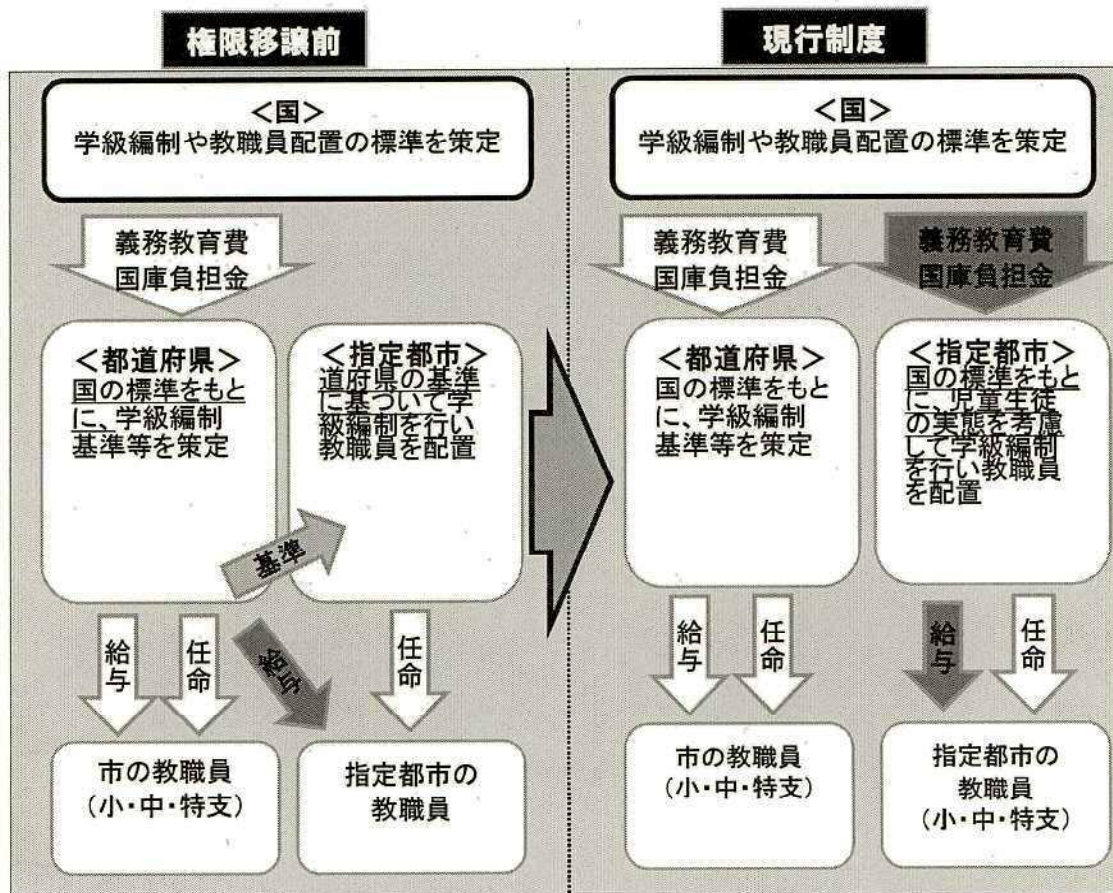 権限移譲前
<国>
学級編制や教職員配置の標準を策定
義務教育費
国庫負担金
<都道府県>
国の標準をもと
に、学級編制
基準等を策定
<指定都市>
道府県の基準
に基づいて学
級編制を行い
教職員を配置
基準
給与
任命
給与
任命
市の教職員
(小・中・特支)
指定都市の
教職員
現行制度
<国>
学級編制や教職員配置の標準を策定
義務教育費
国庫負担金
義務教育費
国庫負担金
<都道府県>
国の標準をもと
に、学級編制
基準等を策定
<指定都市>
国の標準をもと
に、児童生徒
の実態を考慮
して学級編制
を行い教職員
を配置
給与
任命
給与
任命
市の教職員
(小・中・特支)
指定都市の
教職員
(小・中・特支)